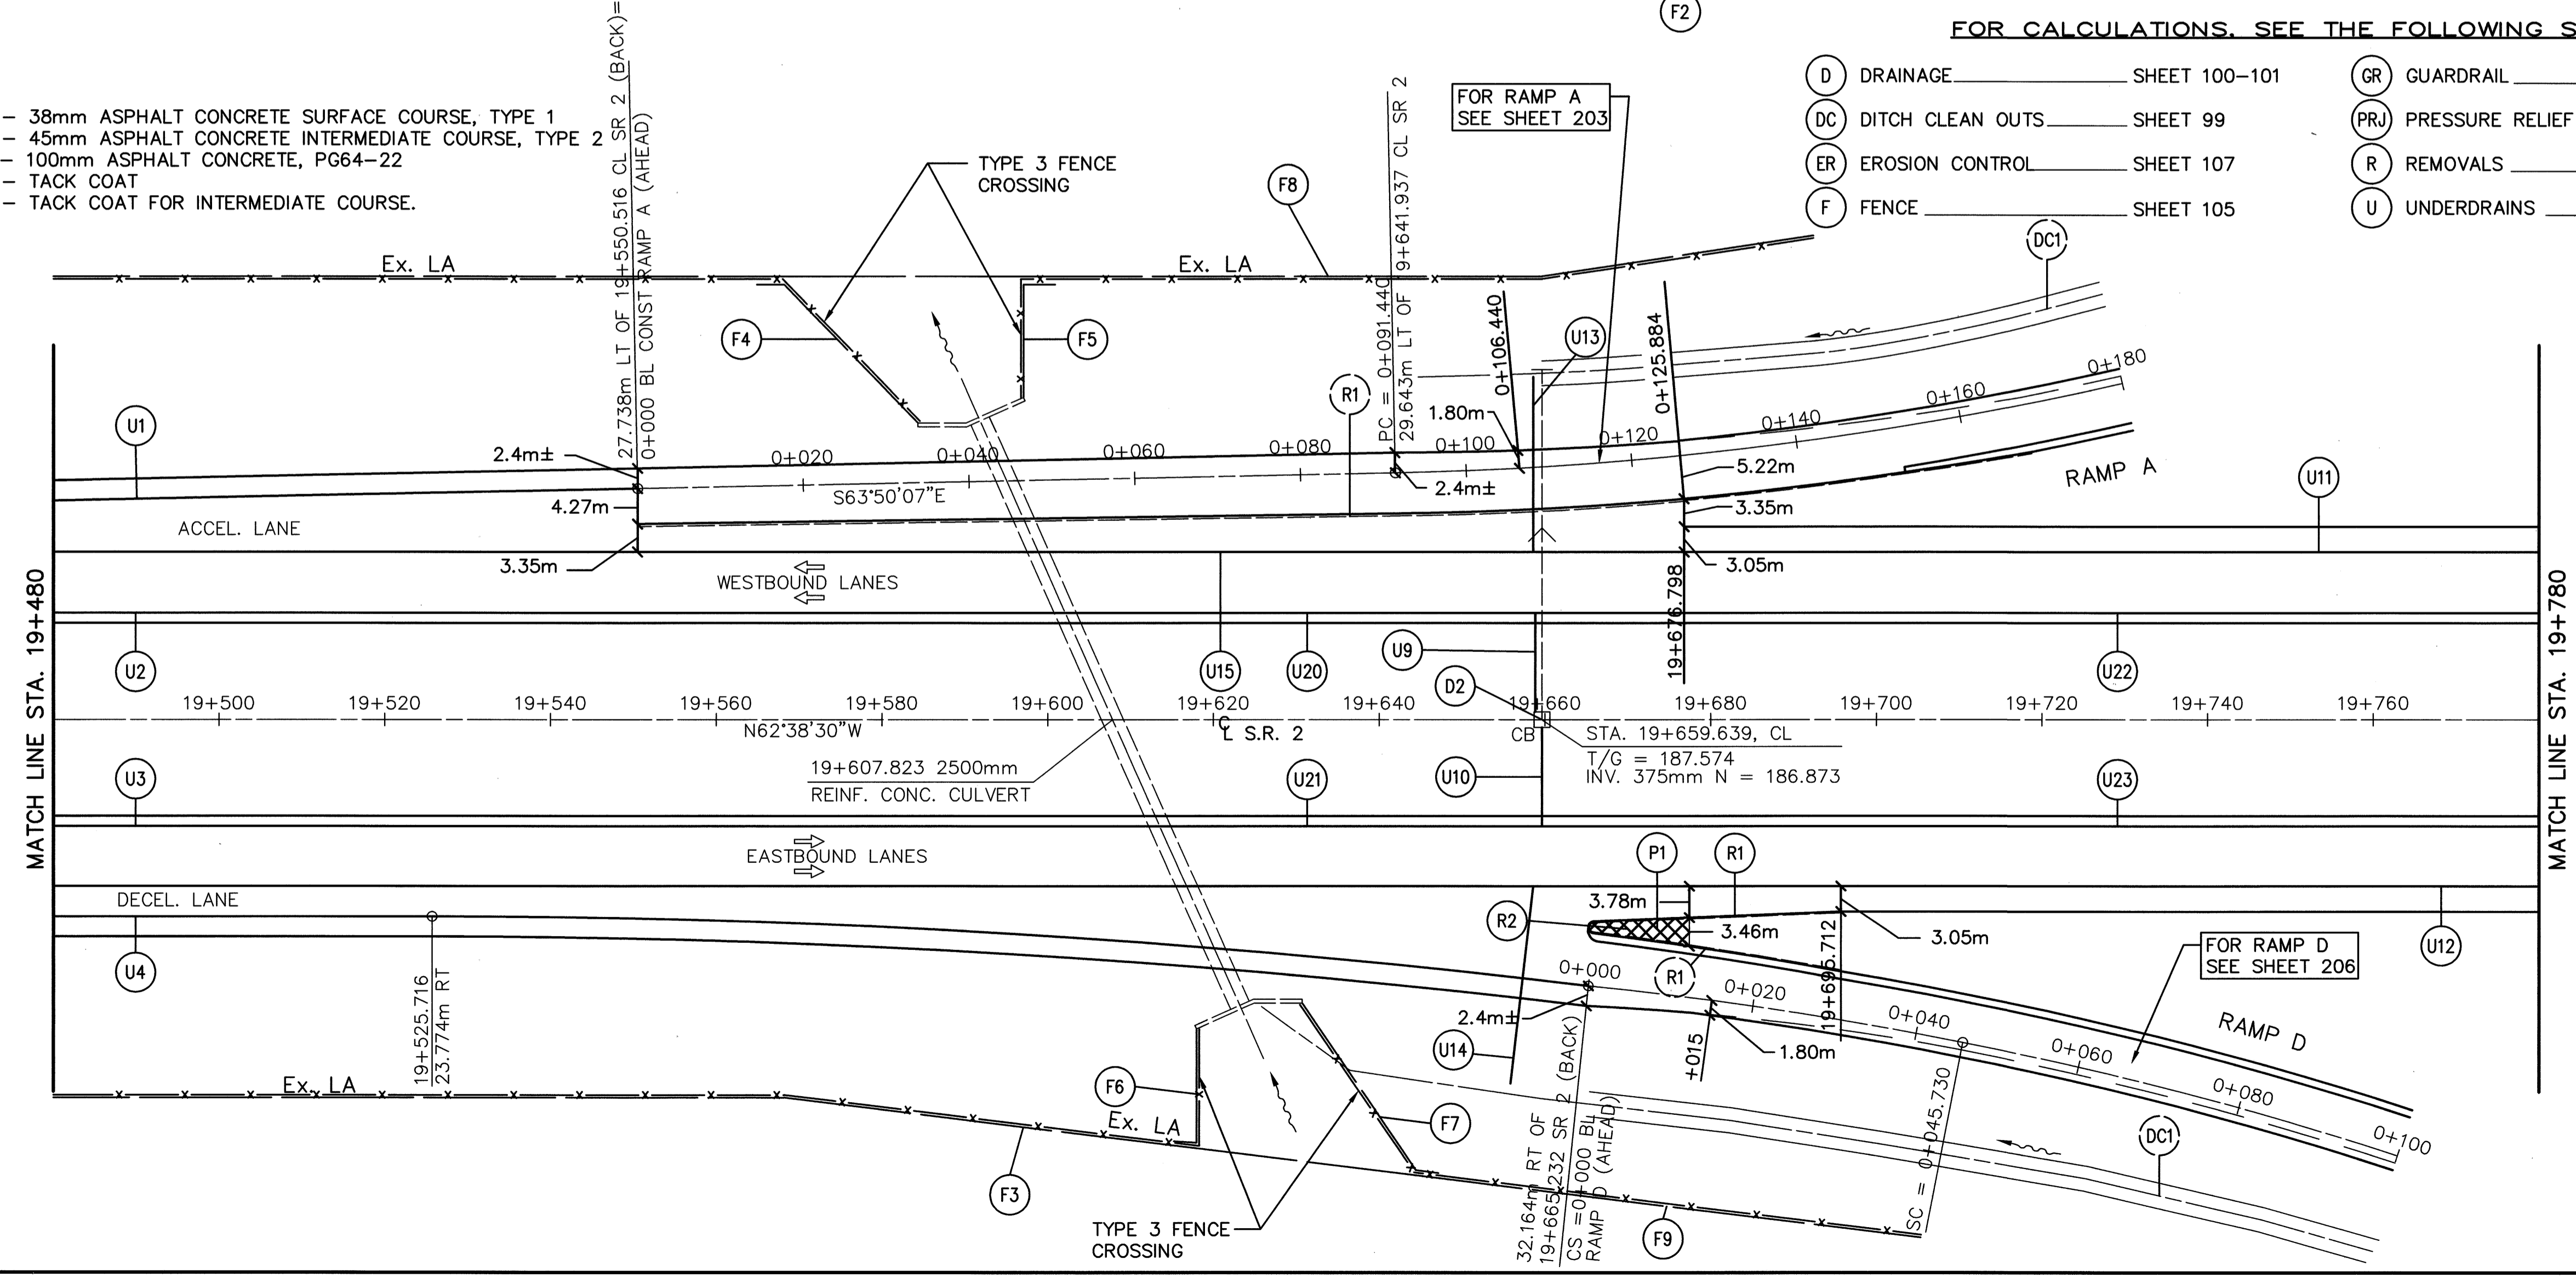 F2
FOR CALCULATIONS, SEE THE FOLLOWING S
D DRAINAGE SHEET 100-101
GR GUARDRAIL
DC DITCH CLEAN OUTS SHEET 99
PRJ PRESSURE RELIEF
ER EROSION CONTROL SHEET 107
R REMOVALS
F FENCE SHEET 105
U UNDERDRAINS
- 38mm ASPHALT CONCRETE SURFACE COURSE, TYPE 1
- 45mm ASPHALT CONCRETE INTERMEDIATE COURSE, TYPE 2
- 100mm ASPHALT CONCRETE, PG64-22
- TACK COAT
- TACK COAT FOR INTERMEDIATE COURSE.
27.738m LT OF 19+550.516 CL SR 2 (BACK)=
0+000 BL CONST RAMP A (AHEAD)
TYPE 3 FENCE
CROSSING
F8
PC = 0+091.440
29.643m LT OF 19+641.937 CL SR 2
FOR RAMP A
SEE SHEET 203
DC1
Ex. LA
Ex. LA
F4
F5
0+106.440
U13
0+125.884
R1
1.80m
U1
2.4m±
0+020
0+040
0+060
0+080
0+100
0+120
0+140
0+160
0+180
S63°50'07"E
2.4m±
5.22m
RAMP A
4.27m
3.35m
U11
ACCEL. LANE
3.35m
3.05m
WESTBOUND LANES
19+676.798
MATCH LINE STA. 19+480
MATCH LINE STA. 19+780
U2
U15
U20
U9
D2
U22
19+500
19+520
19+540
19+560
19+580
19+600
19+620
19+640
19+660
19+680
19+700
19+720
19+740
19+760
N62°38'30"W
CL S.R. 2
CB
STA. 19+659.639, CL
T/G = 187.574
INV. 375mm N = 186.873
19+607.823 2500mm
REINF. CONC. CULVERT
U3
U21
U10
U23
EASTBOUND LANES
P1
R1
DECEL. LANE
3.78m
R2
3.46m
3.05m
U12
U4
R1
19+695.712
FOR RAMP D
SEE SHEET 206
19+525.716
23.774m RT
0+000
0+020
0+040
0+060
0+080
0+100
2.4m±
U14
+015
1.80m
RAMP D
Ex. LA
F6
Ex. LA
F7
F3
32.164m RT OF
19+665.232 SR 2 (BACK)
CS =0+000 BL
RAMP D (AHEAD)
SC = 0+045.730
DC1
TYPE 3 FENCE
CROSSING
F9